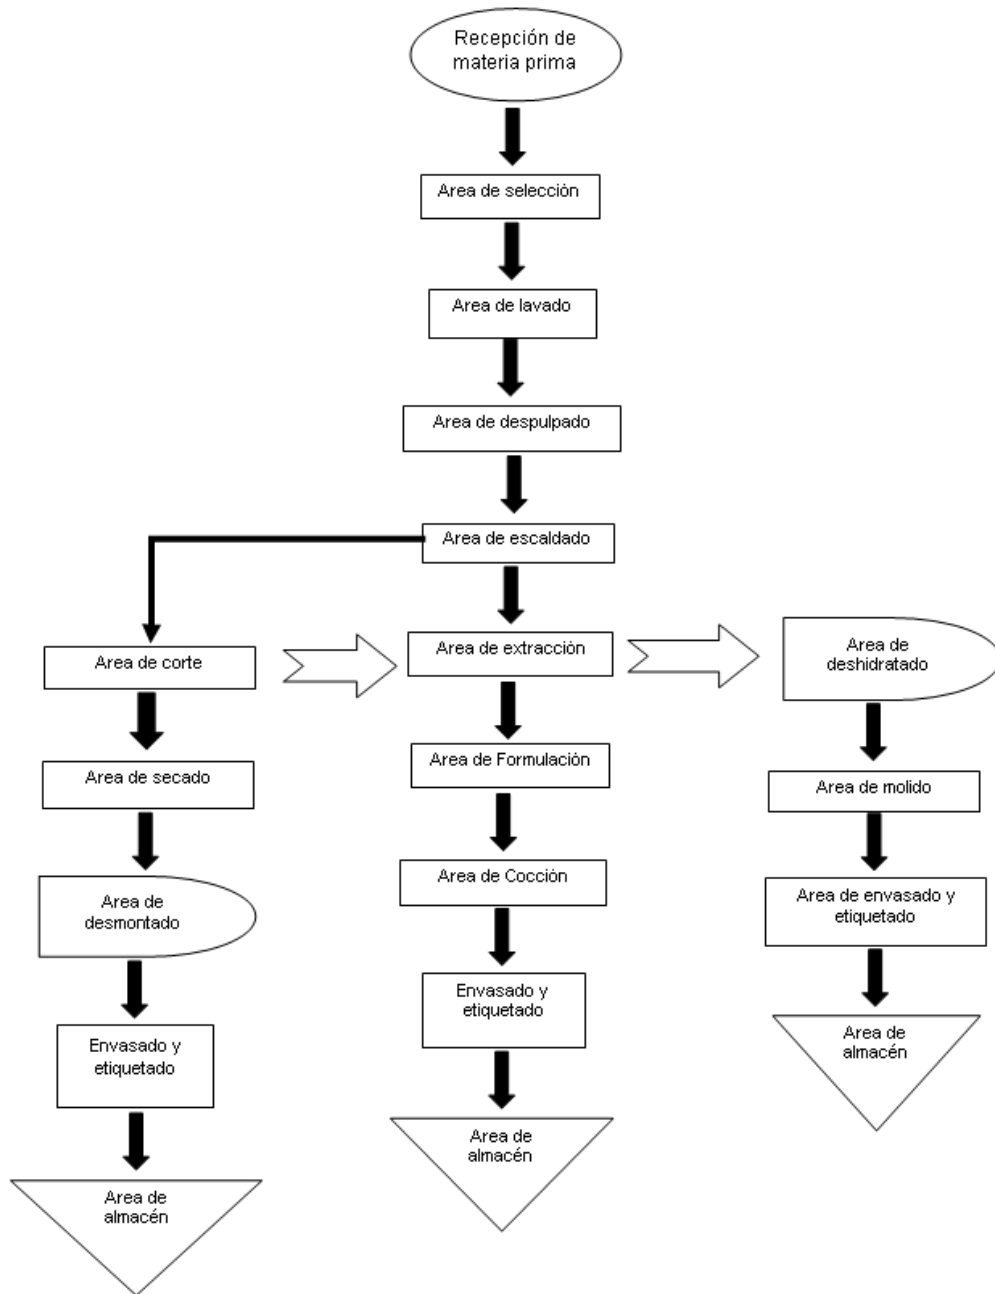 Recepción de
materia prima
Area de selección
Area de lavado
Area de despulpado
Area de escaldado
Area de corte
Area de extracción
Area de
deshidratado
Area de secado
Area de Formulación
Area de molido
Area de
desmontado
Area de Cocción
Area de envasado y
etiquetado
Envasado y
etiquetado
Envasado y
etiquetado
Area de
almacén
Area de
almacén
Area de
almacén